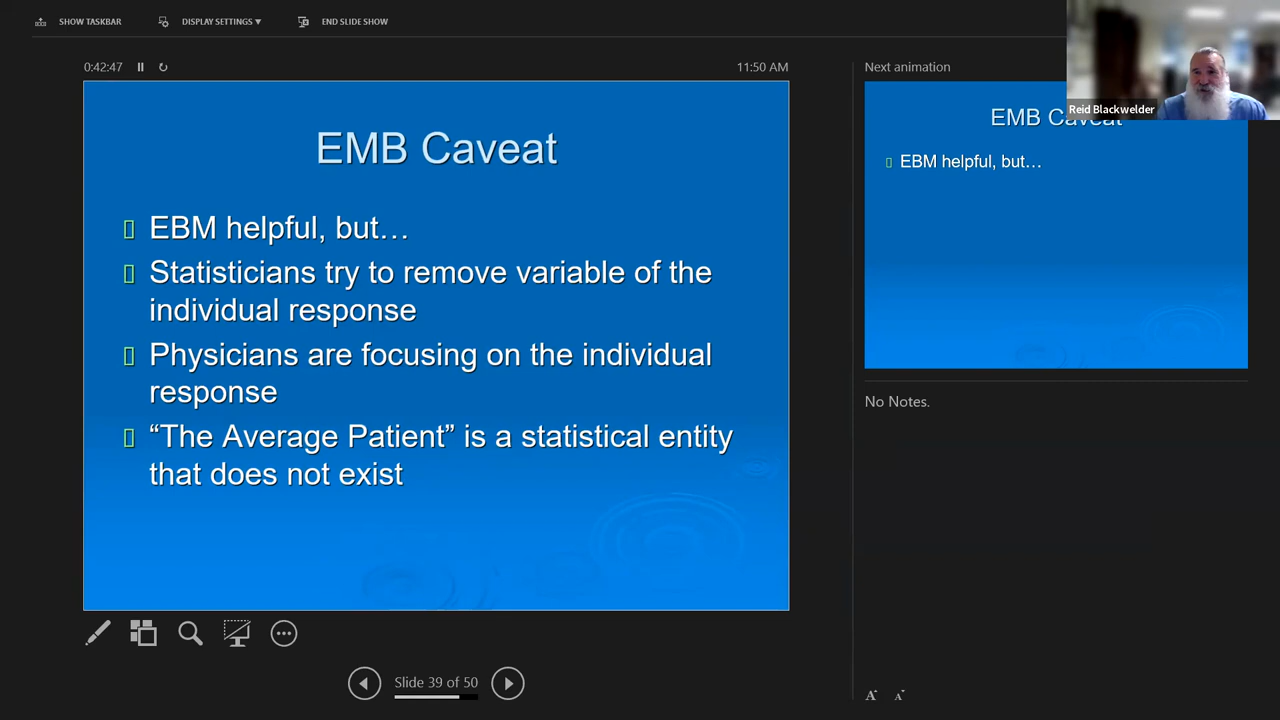 SHOW TASKBAR
DISPLAY SETTINGS ▼
END SLIDE SHOW
0:42:47
11:50 AM
EMB Caveat
EBM helpful, but…
Statisticians try to remove variable of the
individual response
Physicians are focusing on the individual
response
“The Average Patient” is a statistical entity
that does not exist
Slide 39 of 50
Next animation
Reid Blackwelder
EMB Caveat
EBM helpful, but…
No Notes.
A A